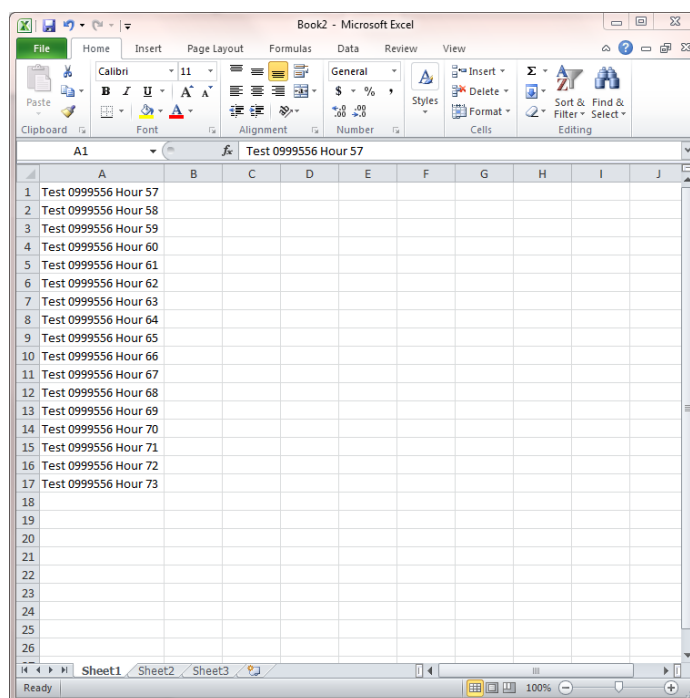 Book2 - Microsoft Excel
File Home Insert Page Layout Formulas Data Review View
Calibri 11 General Insert Σ
Paste B I U A A $ % , Styles Delete Sort & Find &
A .00 .0 Format Filter Select
Clipboard Font Alignment Number Cells Editing
A1 fx Test 0999556 Hour 57
A B C D E F G H I J
1 Test 0999556 Hour 57
2 Test 0999556 Hour 58
3 Test 0999556 Hour 59
4 Test 0999556 Hour 60
5 Test 0999556 Hour 61
6 Test 0999556 Hour 62
7 Test 0999556 Hour 63
8 Test 0999556 Hour 64
9 Test 0999556 Hour 65
10 Test 0999556 Hour 66
11 Test 0999556 Hour 67
12 Test 0999556 Hour 68
13 Test 0999556 Hour 69
14 Test 0999556 Hour 70
15 Test 0999556 Hour 71
16 Test 0999556 Hour 72
17 Test 0999556 Hour 73
18
19
20
21
22
23
24
25
26
Sheet1 Sheet2 Sheet3
Ready 100%